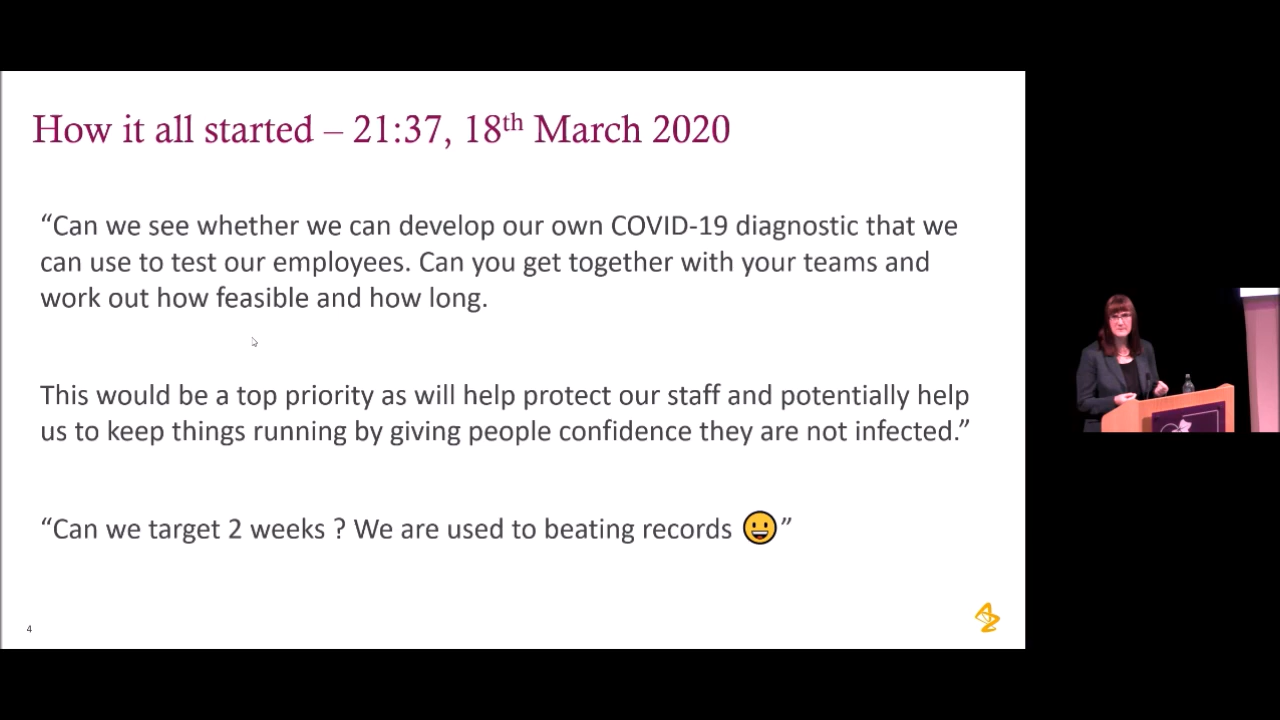 How it all started – 21:37, 18th March 2020
“Can we see whether we can develop our own COVID-19 diagnostic that we
can use to test our employees. Can you get together with your teams and
work out how feasible and how long.
This would be a top priority as will help protect our staff and potentially help
us to keep things running by giving people confidence they are not infected.”
“Can we target 2 weeks ? We are used to beating records 😀”
4